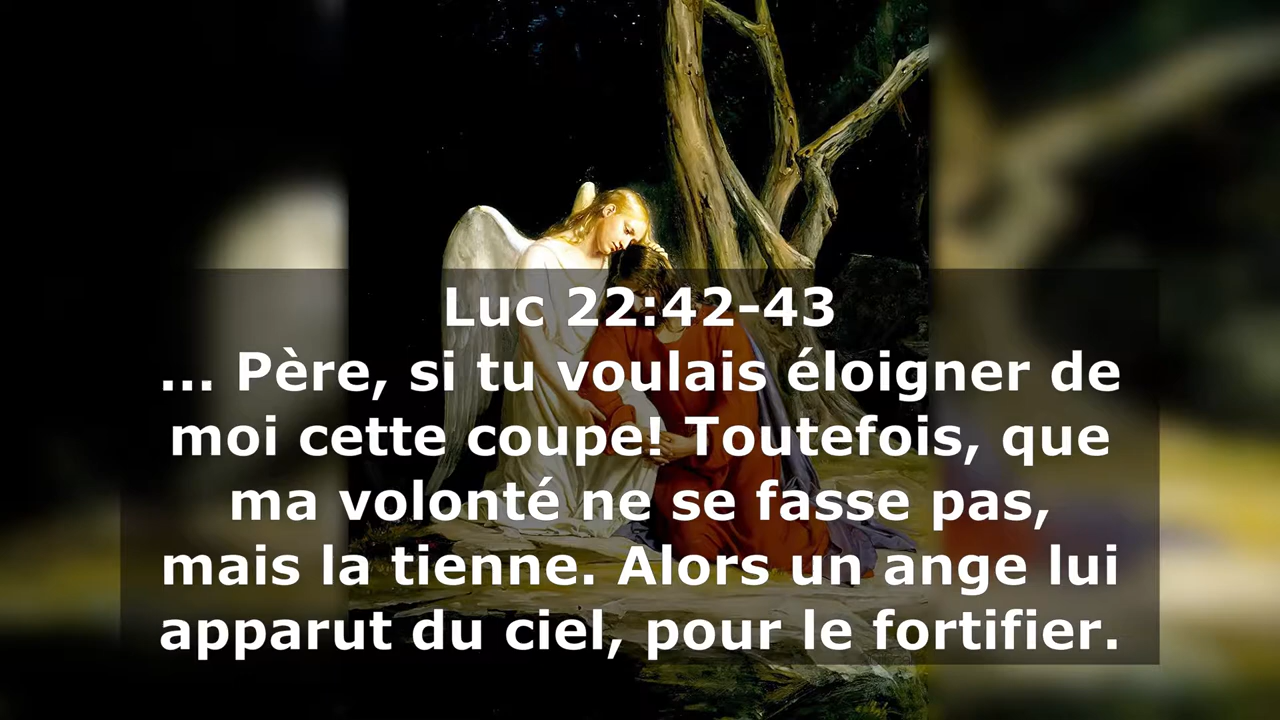 Luc 22:42-43
... Père, si tu voulais éloigner de
moi cette coupe! Toutefois, que
ma volonté ne se fasse pas,
mais la tienne. Alors un ange lui
apparut du ciel, pour le fortifier.